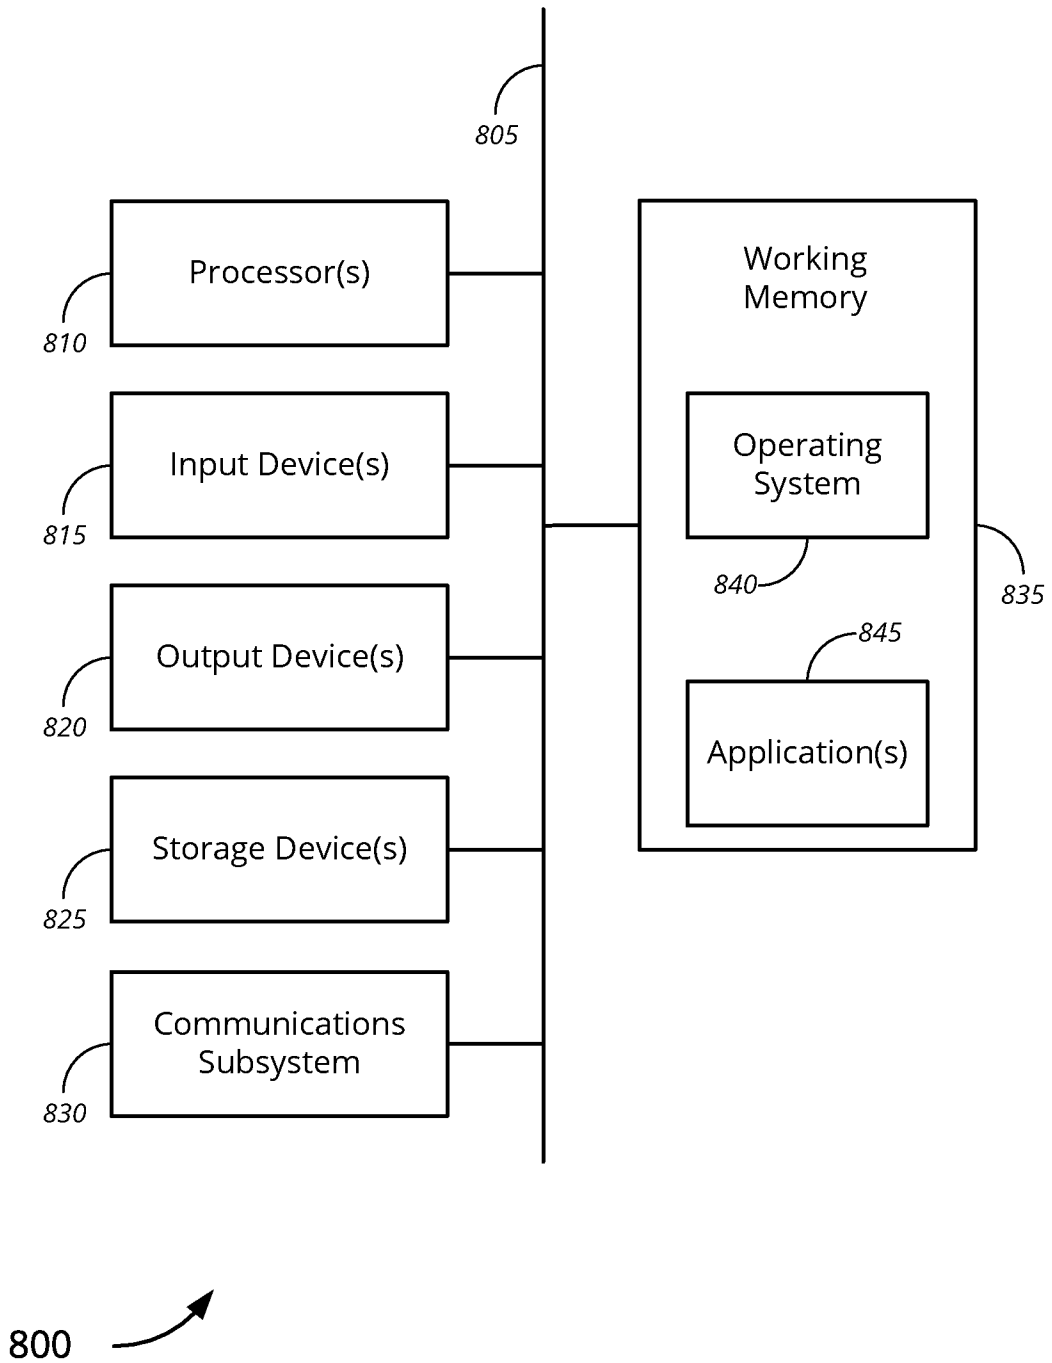 805
Processor(s)
810
Input Device(s)
815
Output Device(s)
820
Storage Device(s)
825
Communications
Subsystem
830
Working
Memory
Operating
System
840
835
845
Application(s)
800